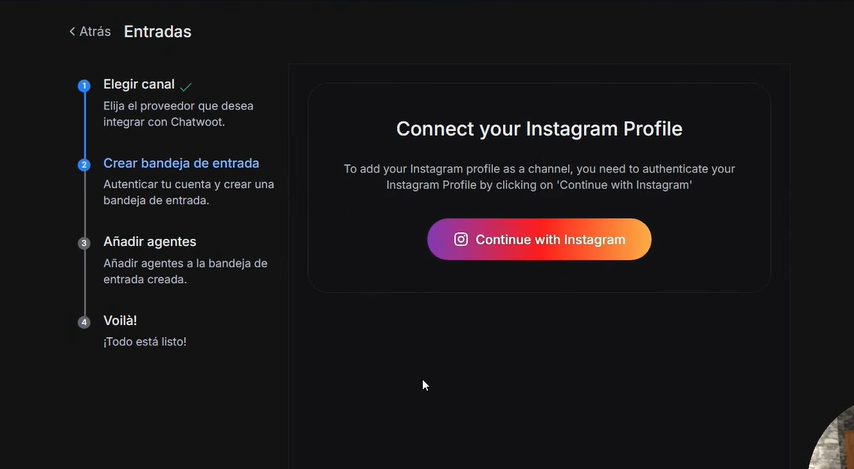 Atrás Entradas
1 Elegir canal
Elija el proveedor que desea
integrar con Chatwoot.
2 Crear bandeja de entrada
Autenticar tu cuenta y crear una
bandeja de entrada.
3 Añadir agentes
Añadir agentes a la bandeja de
entrada creada.
4 Voilà!
¡Todo está listo!
Connect your Instagram Profile
To add your Instagram profile as a channel, you need to authenticate your
Instagram Profile by clicking on 'Continue with Instagram'
Continue with Instagram